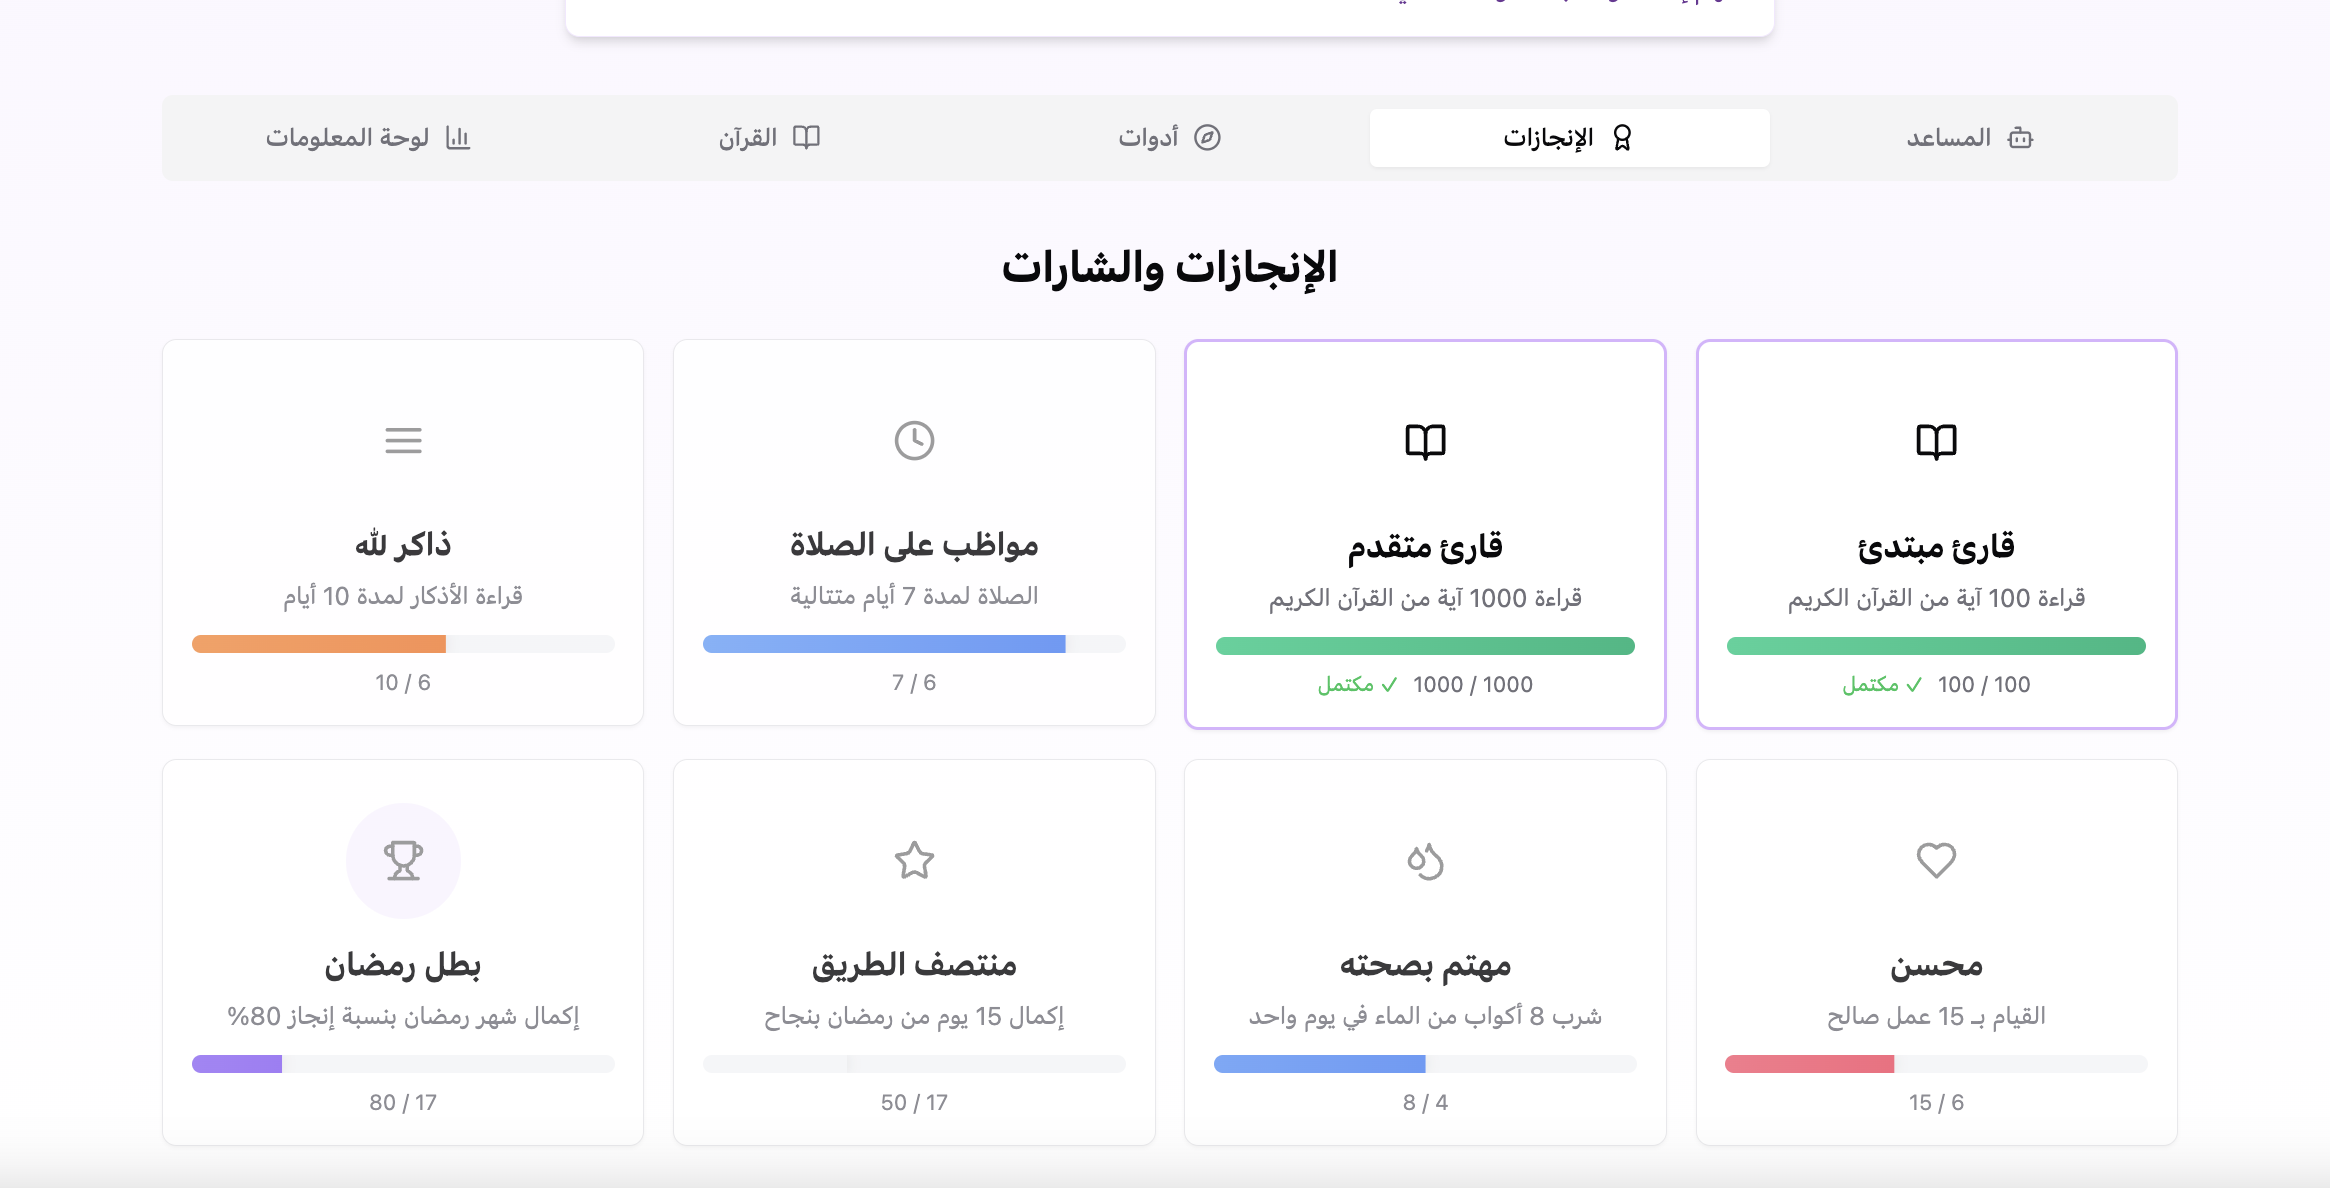 المساعد
الإنجازات
أدوات
القرآن
لوحة المعلومات
الإنجازات والشارات
قارئ مبتدئ
قراءة 100 آية من القرآن الكريم
100 / 100 ✓ مكتمل
قارئ متقدم
قراءة 1000 آية من القرآن الكريم
1000 / 1000 ✓ مكتمل
مواظب على الصلاة
الصلاة لمدة 7 أيام متتالية
6 / 7
ذاكر لله
قراءة الأذكار لمدة 10 أيام
6 / 10
محسن
القيام بـ 15 عمل صالح
6 / 15
مهتم بصحته
شرب 8 أكواب من الماء في يوم واحد
4 / 8
منتصف الطريق
إكمال 15 يوم من رمضان بنجاح
17 / 50
بطل رمضان
إكمال شهر رمضان بنسبة إنجاز 80%
17 / 80